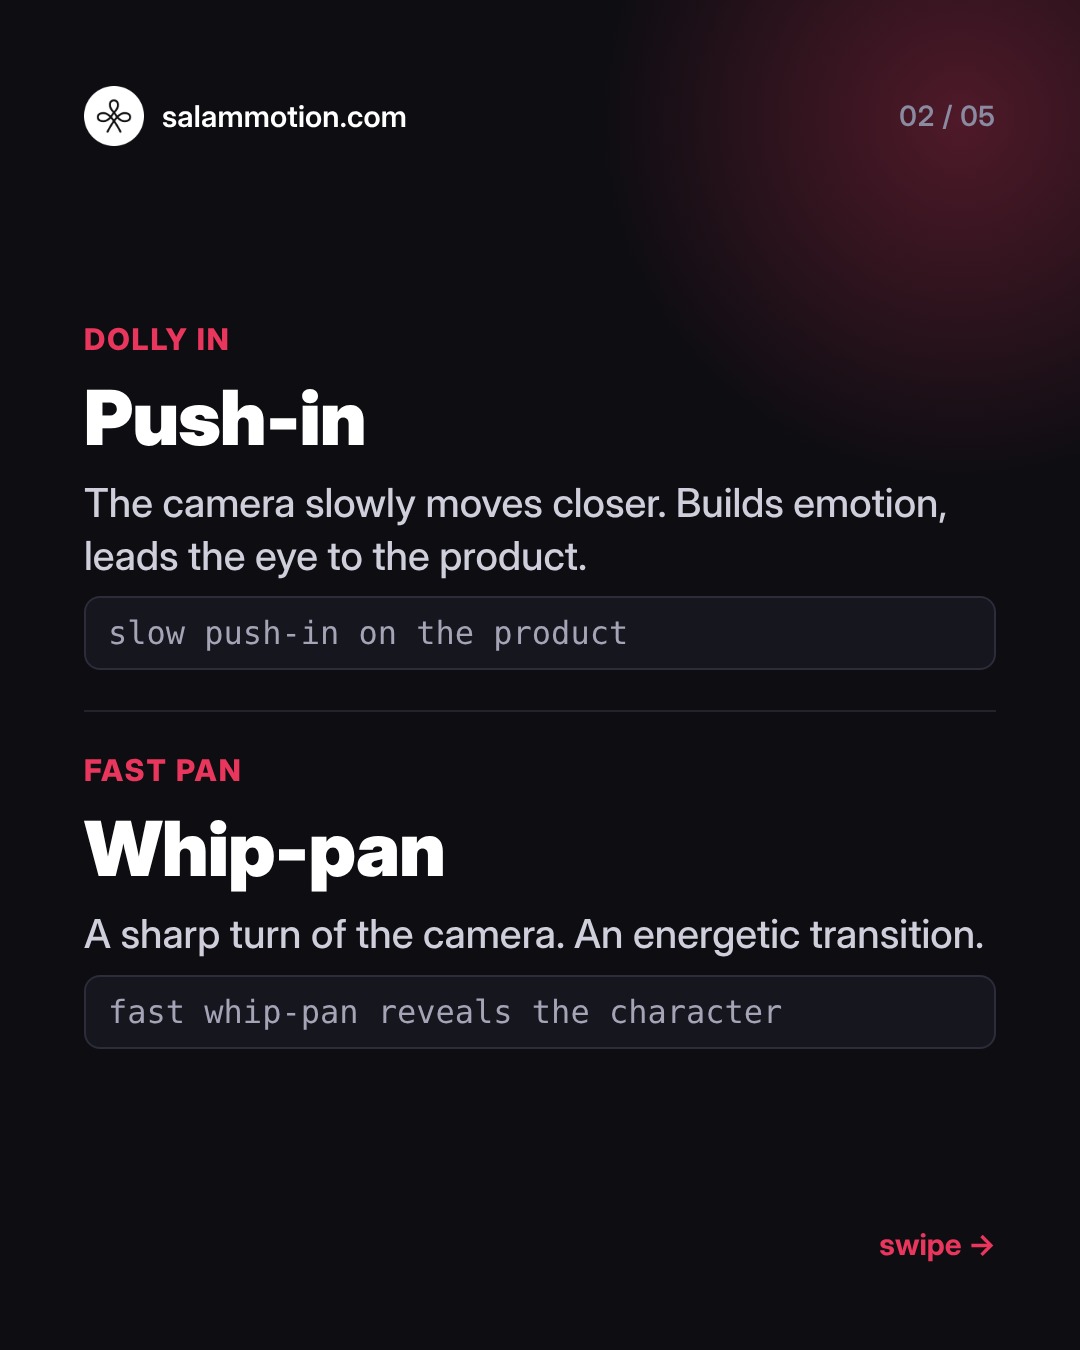 salammotion.com
02 / 05
DOLLY IN
Push-in
The camera slowly moves closer. Builds emotion,
leads the eye to the product.
slow push-in on the product
FAST PAN
Whip-pan
A sharp turn of the camera. An energetic transition.
fast whip-pan reveals the character
swipe →